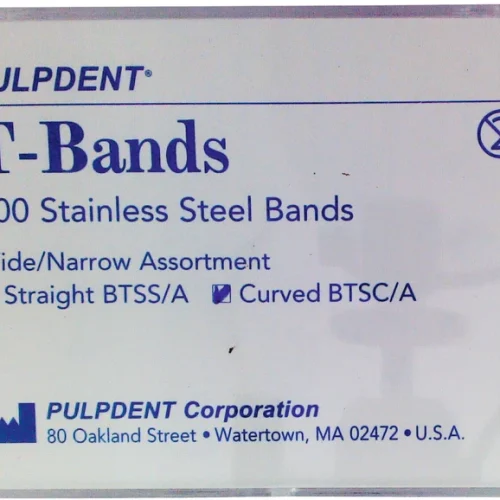 ULPDENT®
T-Bands
00 Stainless Steel Bands
ide/Narrow Assortment
Straight BTSS/A Curved BTSC/A
PULPDENT Corporation
80 Oakland Street • Watertown, MA 02472 • U.S.A.